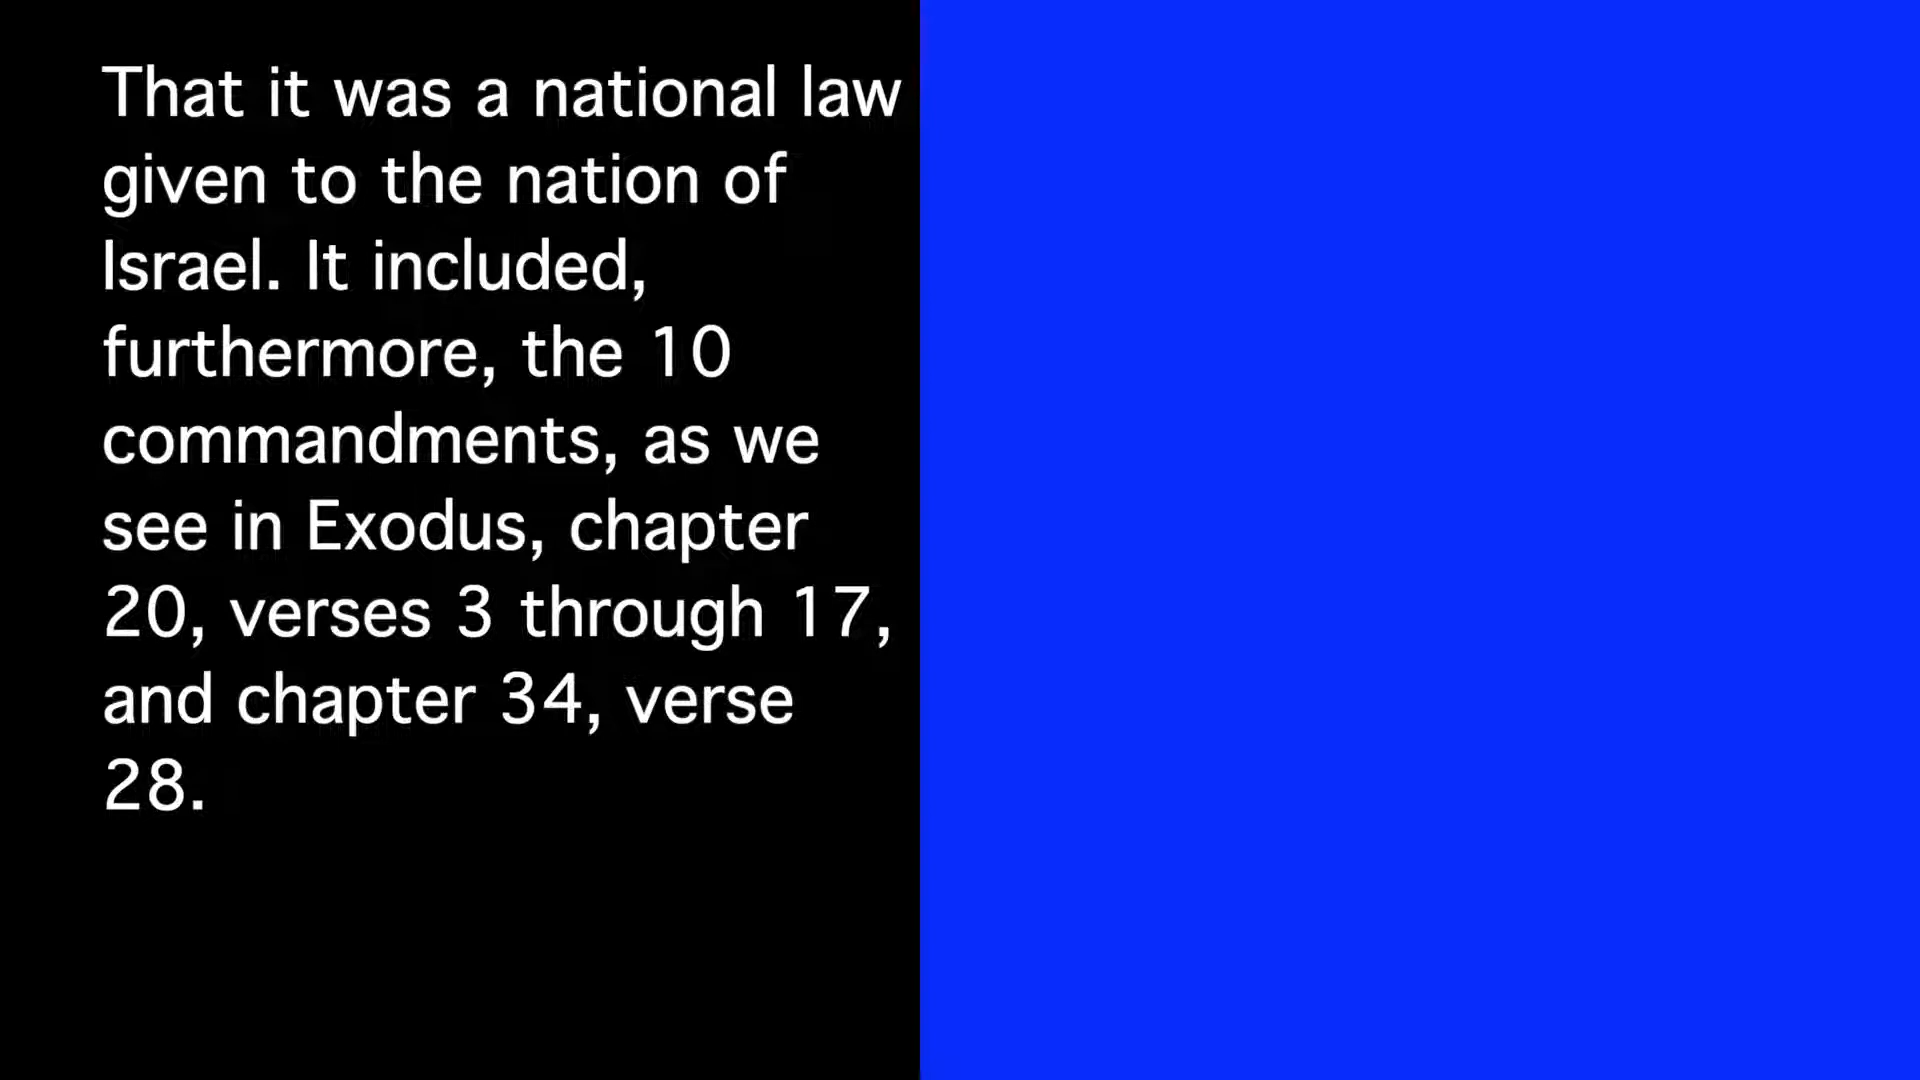 That it was a national law
given to the nation of
Israel. It included,
furthermore, the 10
commandments, as we
see in Exodus, chapter
20, verses 3 through 17,
and chapter 34, verse
28.